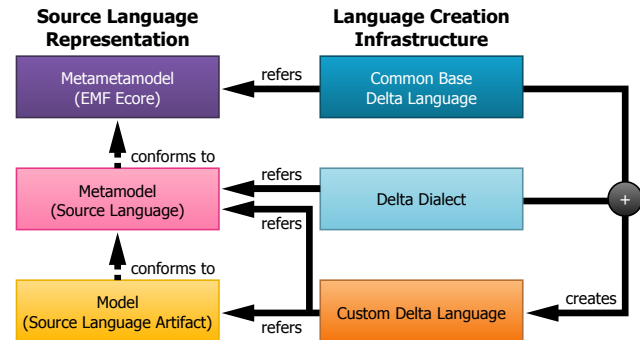 Source Language
Representation
Language Creation
Infrastructure
Metametamodel
(EMF Ecore)
refers
Common Base
Delta Language
conforms to
Metamodel
(Source Language)
refers
refers
Delta Dialect
+
conforms to
Model
(Source Language Artifact)
refers
Custom Delta Language
creates